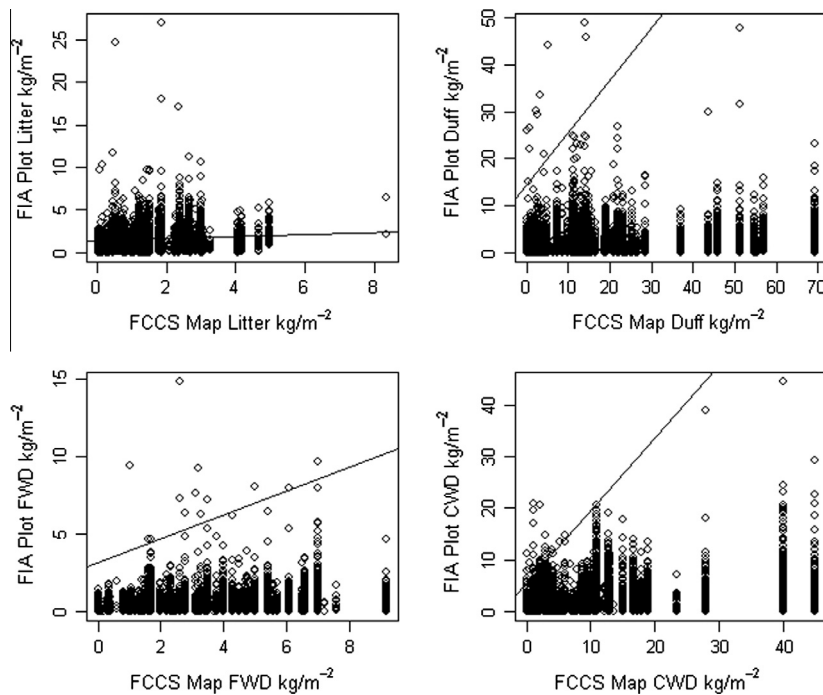 FIA Plot Litter kg/m⁻²
25
20
15
10
5
0
0 2 4 6 8
FCCS Map Litter kg/m⁻²
FIA Plot Duff kg/m⁻²
50
40
30
20
10
0
0 10 20 30 40 50 60 70
FCCS Map Duff kg/m⁻²
FIA Plot FWD kg/m⁻²
15
10
5
0
0 2 4 6 8
FCCS Map FWD kg/m⁻²
FIA Plot CWD kg/m⁻²
40
30
20
10
0
0 10 20 30 40
FCCS Map CWD kg/m⁻²